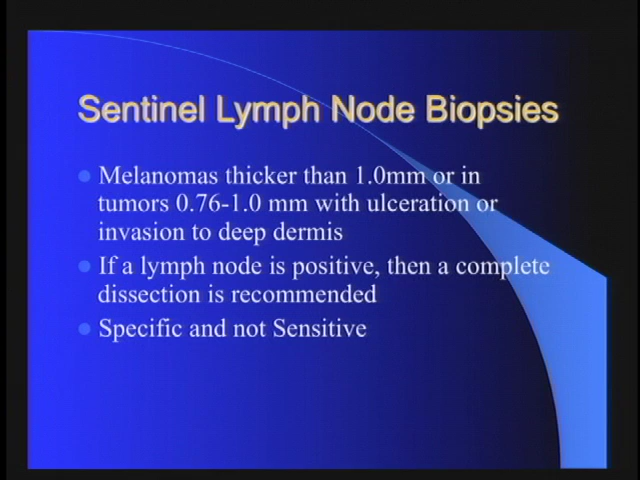 Sentinel Lymph Node Biopsies
Melanomas thicker than 1.0mm or in
tumors 0.76-1.0 mm with ulceration or
invasion to deep dermis
If a lymph node is positive, then a complete
dissection is recommended
Specific and not Sensitive